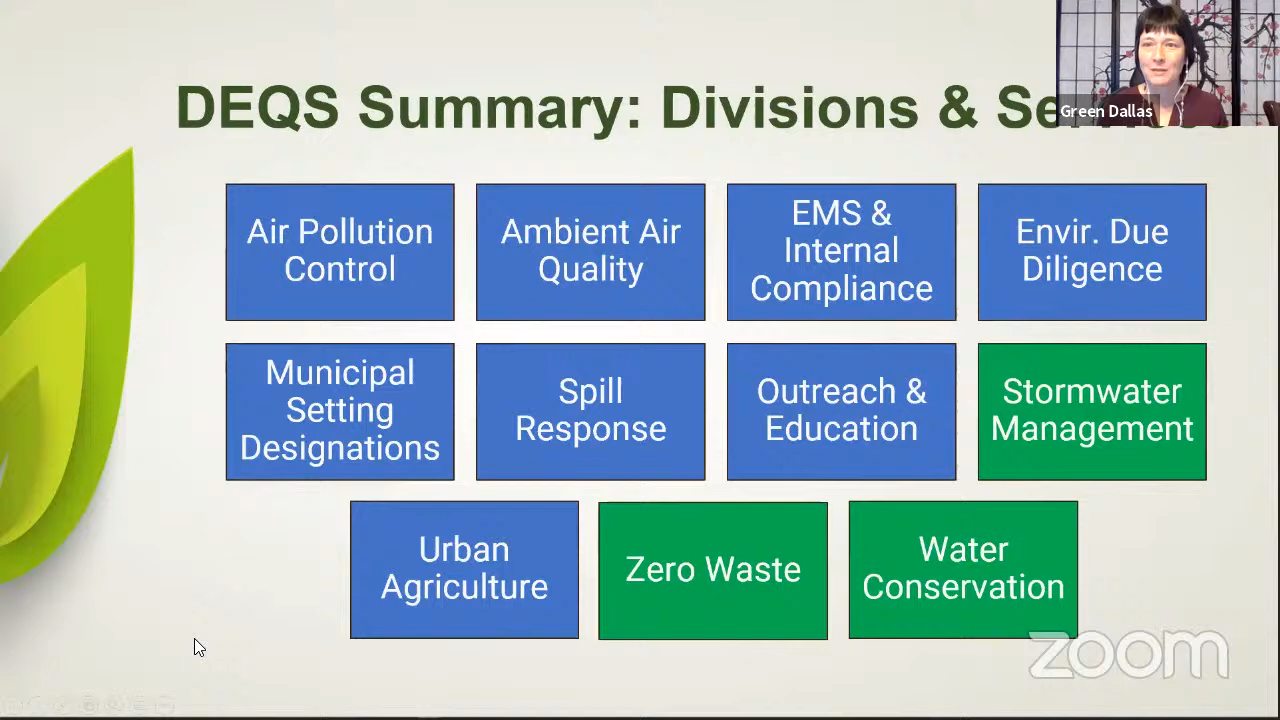 DEQS Summary: Divisions & Se
Green Dallas
Air Pollution
Control
Ambient Air
Quality
EMS &
Internal
Compliance
Envir. Due
Diligence
Municipal
Setting
Designations
Spill
Response
Outreach &
Education
Stormwater
Management
Urban
Agriculture
Zero Waste
Water
Conservation
zoom